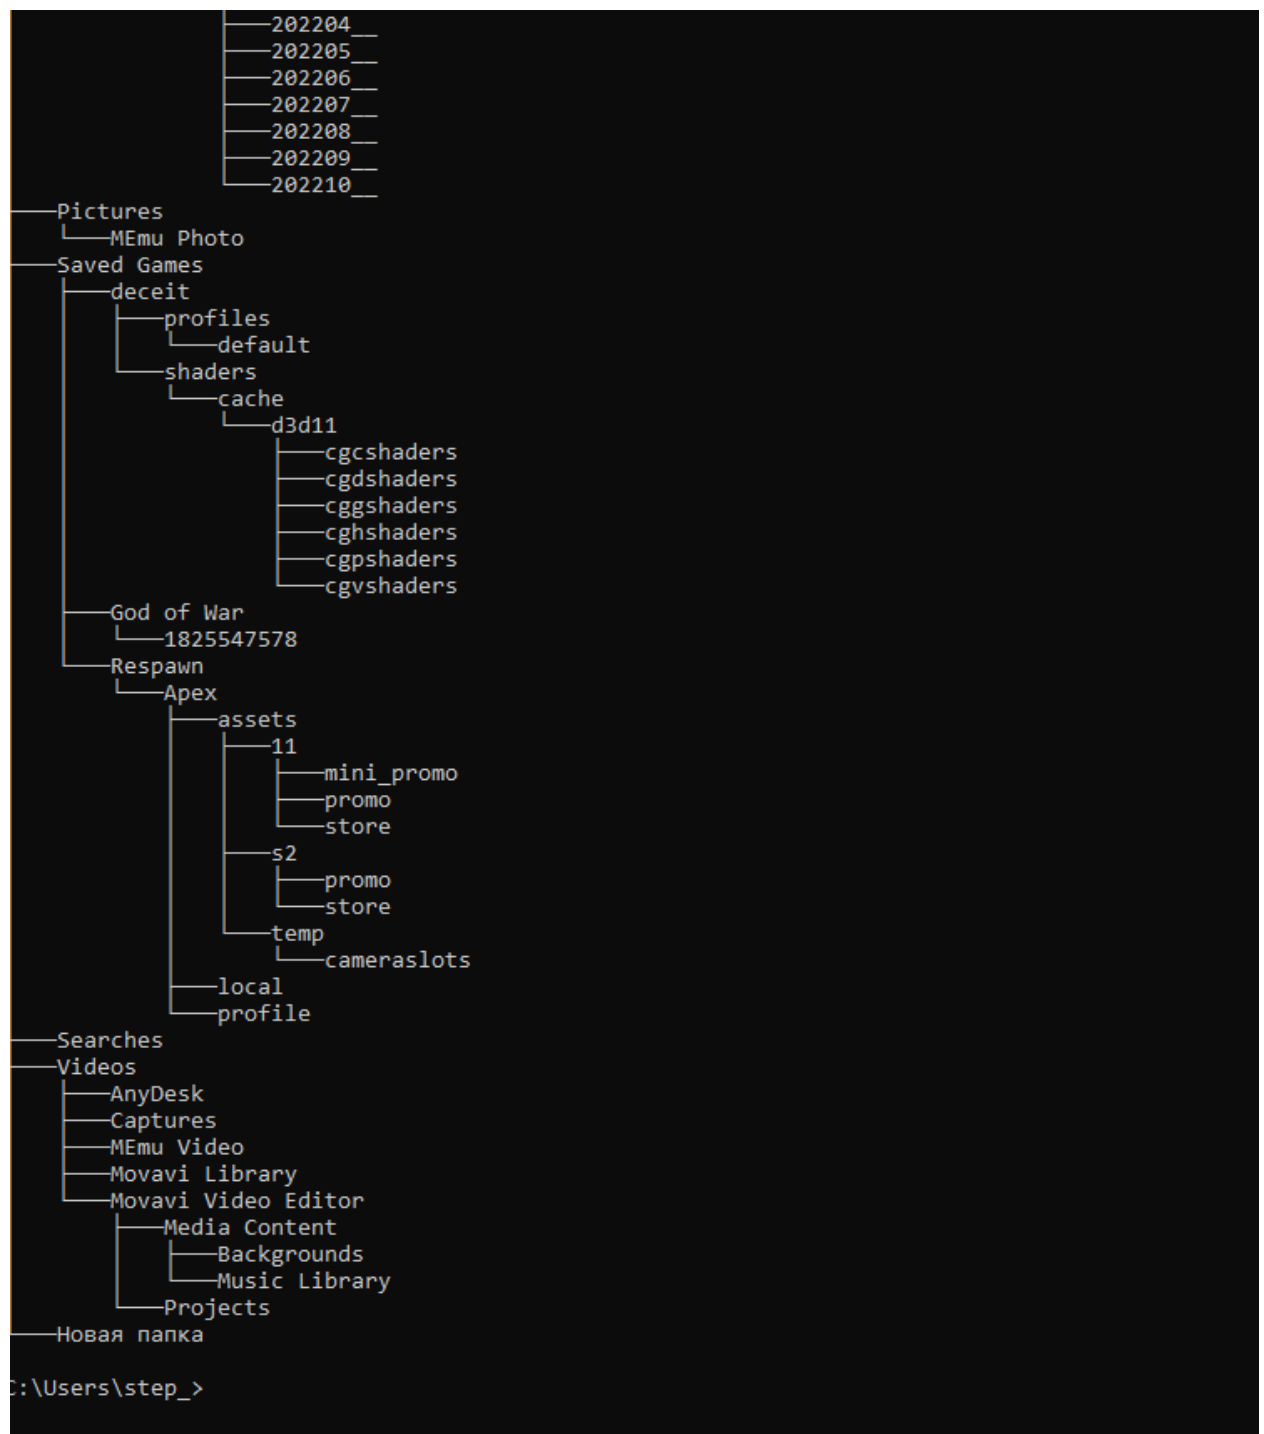 202204__
202205__
202206__
202207__
202208__
202209__
202210__
Pictures
MEmu Photo
Saved Games
deceit
profiles
default
shaders
cache
d3d11
cgcshaders
cgdshaders
cggshaders
cghshaders
cgpshaders
cgvshaders
God of War
1825547578
Respawn
Apex
assets
11
mini_promo
promo
store
s2
promo
store
temp
cameraslots
local
profile
Searches
Videos
AnyDesk
Captures
MEmu Video
Movavi Library
Movavi Video Editor
Media Content
Backgrounds
Music Library
Projects
Новая папка
C:\Users\step_>